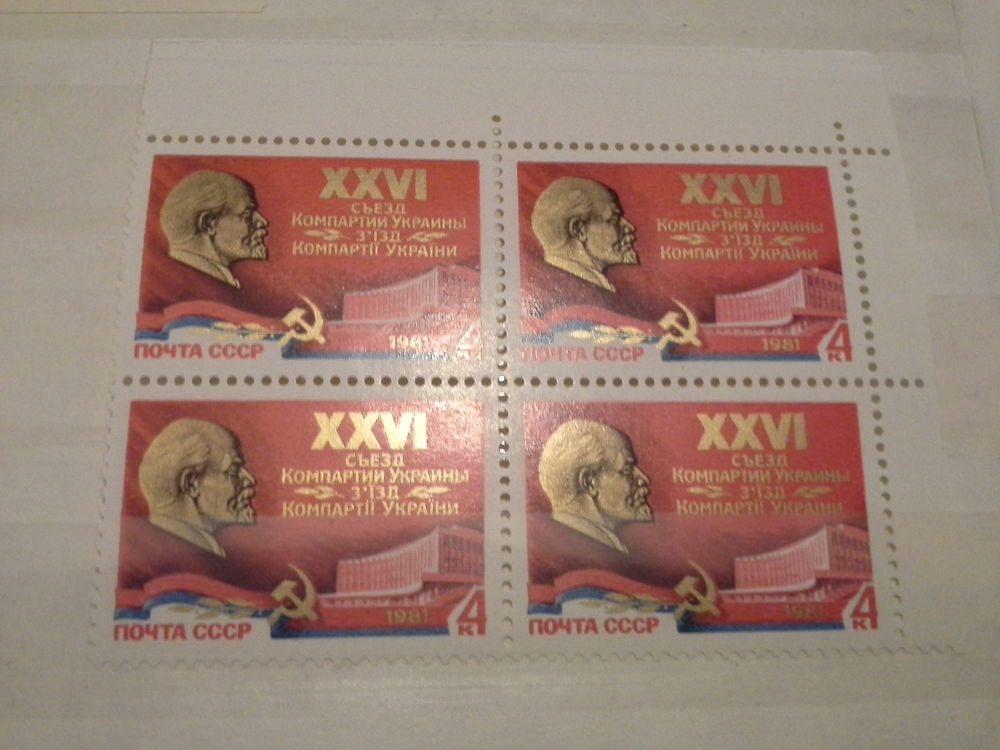 XXVI
СЪЕЗД
КОМПАРТИИ УКРАИНЫ
З'ЇЗД
КОМПАРТІЇ УКРАЇНИ
1981
4
К
ПОЧТА СССР
XXVI
СЪЕЗД
КОМПАРТИИ УКРАИНЫ
З'ЇЗД
КОМПАРТІЇ УКРАЇНИ
1981
4
К
ПОЧТА СССР
XXVI
СЪЕЗД
КОМПАРТИИ УКРАИНЫ
З'ЇЗД
КОМПАРТІЇ УКРАЇНИ
1981
4
К
ПОЧТА СССР
XXVI
СЪЕЗД
КОМПАРТИИ УКРАИНЫ
З'ЇЗД
КОМПАРТІЇ УКРАЇНИ
1981
4
К
ПОЧТА СССР